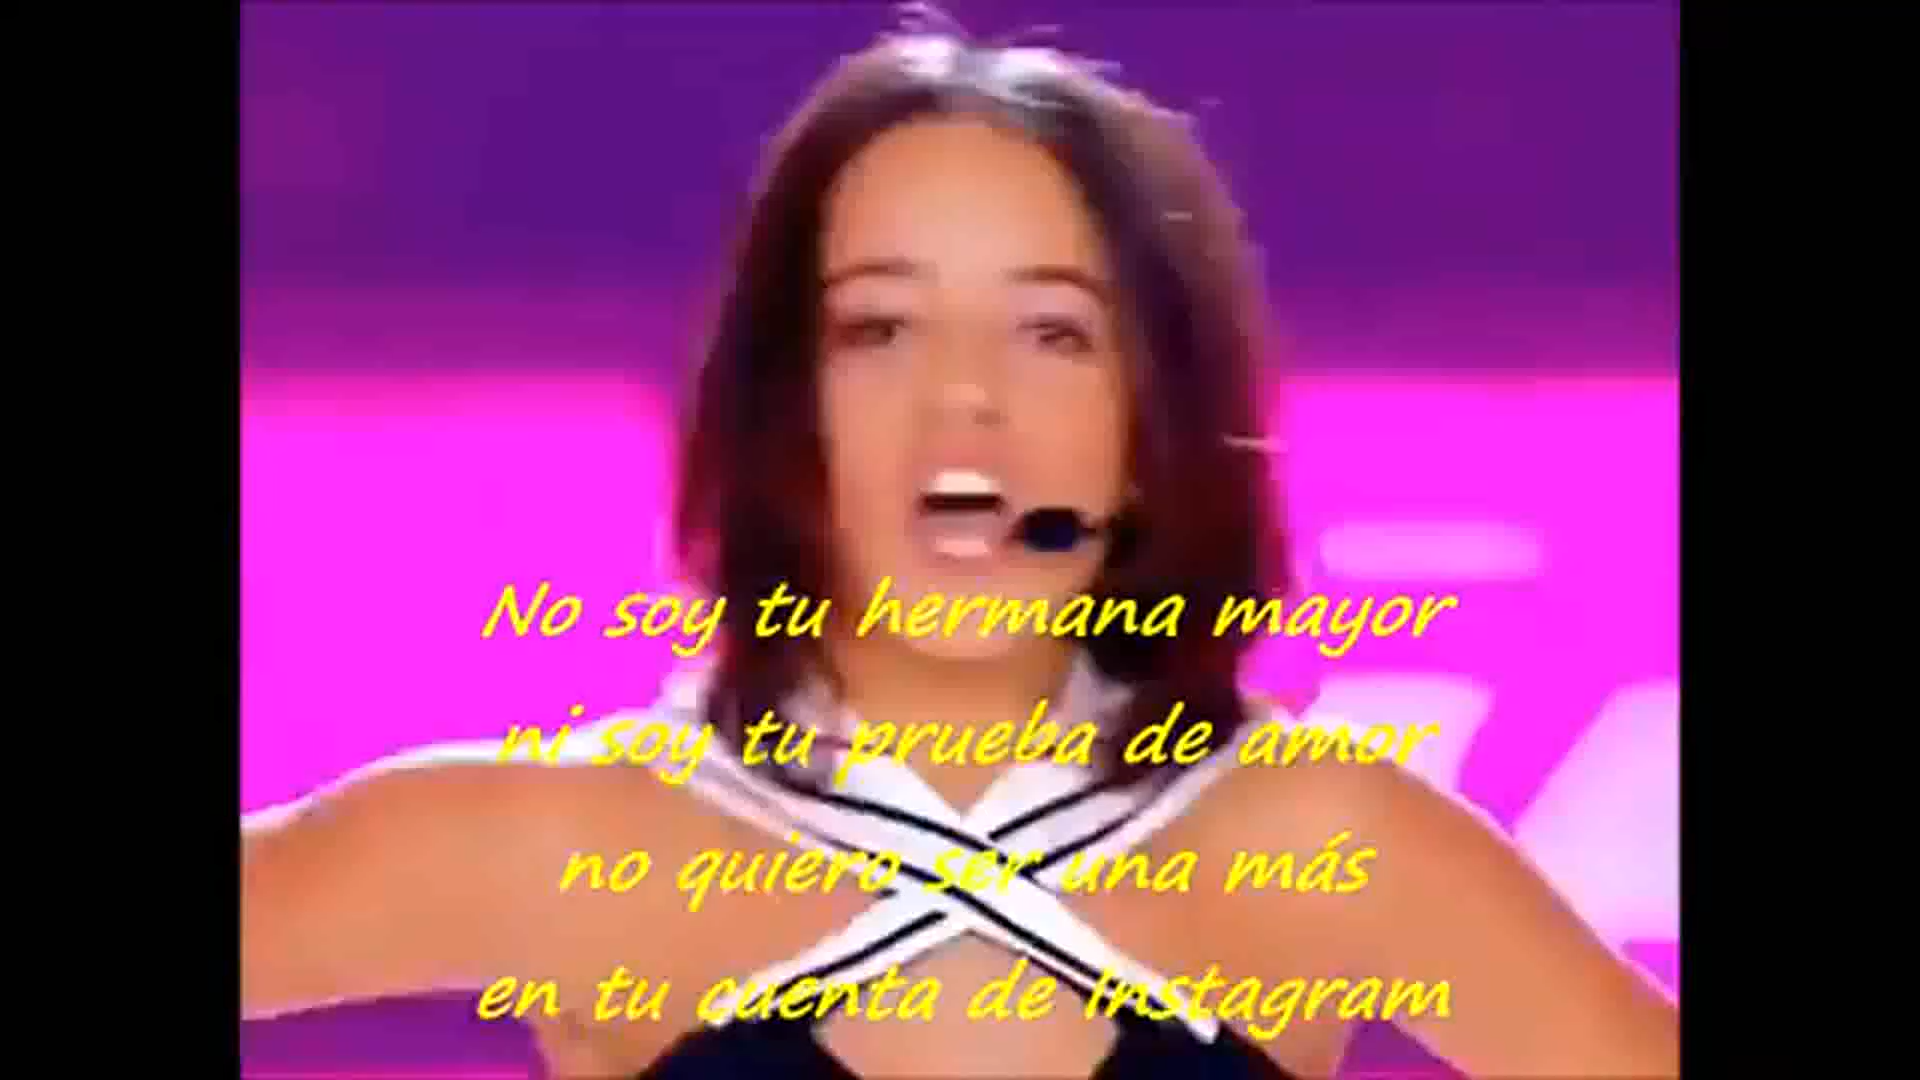 No soy tu hermana mayor
ni soy tu prueba de amor
no quiero ser una más
en tu cuenta de Instagram